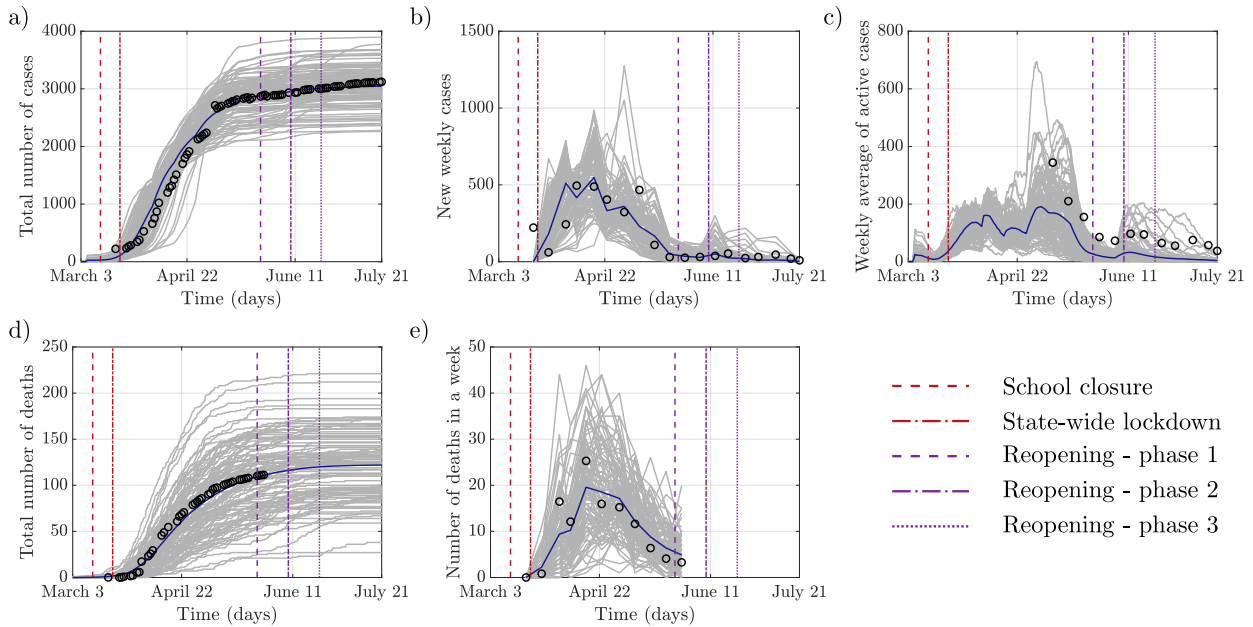 a)
Total number of cases
4000
3000
2000
1000
0
March 3
April 22
June 11
July 21
Time (days)
b)
New weekly cases
1500
1000
500
0
March 3
April 22
June 11
July 21
Time (days)
c)
Weekly average of active cases
800
600
400
200
0
March 3
April 22
June 11
July 21
Time (days)
d)
Total number of deaths
250
200
150
100
50
0
March 3
April 22
June 11
July 21
Time (days)
e)
Number of deaths in a week
50
40
30
20
10
0
March 3
April 22
June 11
July 21
Time (days)
School closure
State-wide lockdown
Reopening - phase 1
Reopening - phase 2
Reopening - phase 3